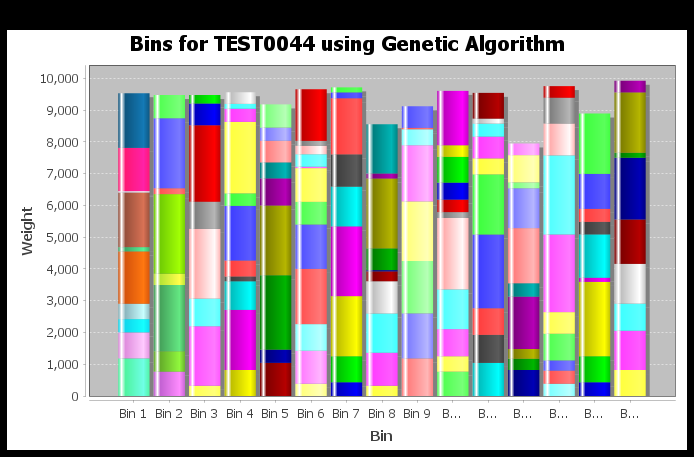 Bins for TEST0044 using Genetic Algorithm
10,000
9,000
8,000
7,000
6,000
5,000
4,000
3,000
2,000
1,000
0
Weight
Bin 1 Bin 2 Bin 3 Bin 4 Bin 5 Bin 6 Bin 7 Bin 8 Bin 9 B... B... B... B... B... B...
Bin